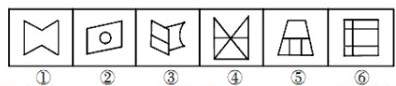 ① ② ③ ④ ⑤ ⑥